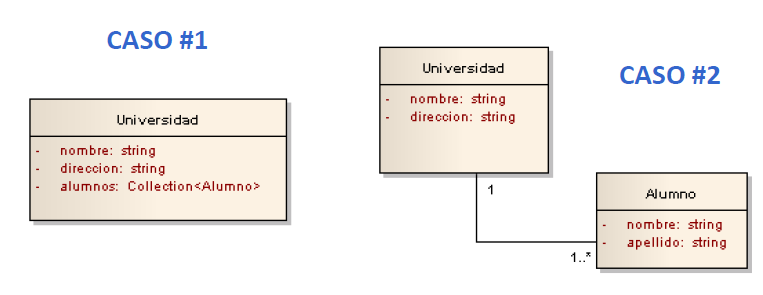 CASO #1
Universidad
- nombre: string
- direccion: string
- alumnos: Collection<Alumno>
CASO #2
Universidad
- nombre: string
- direccion: string
1
1..*
Alumno
- nombre: string
- apellido: string